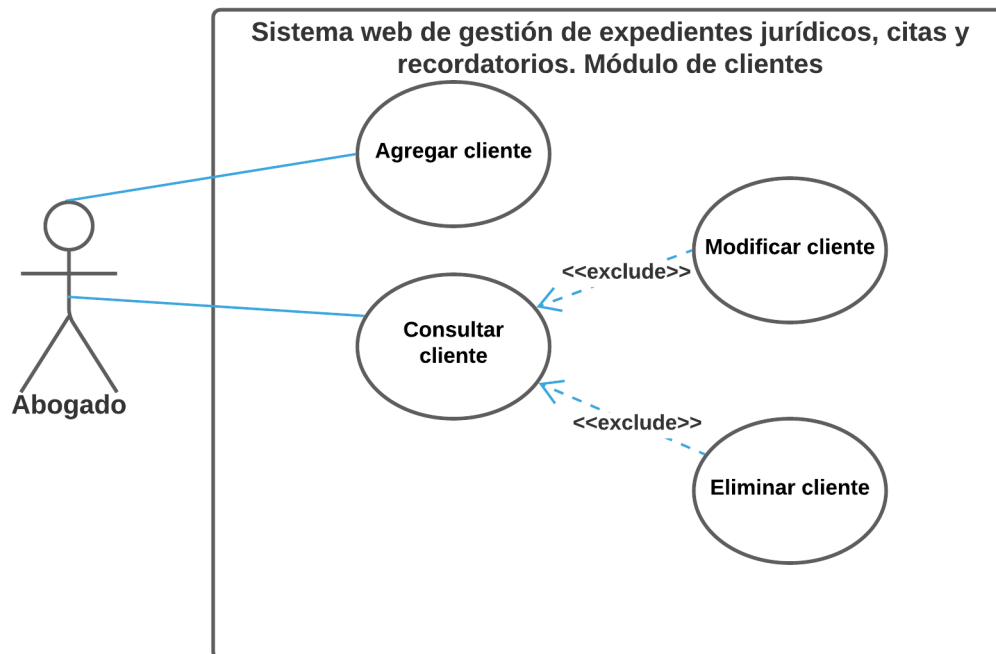 Sistema web de gestión de expedientes jurídicos, citas y
recordatorios. Módulo de clientes
Agregar cliente
Modificar cliente
<<exclude>>
Consultar
cliente
Abogado
<<exclude>>
Eliminar cliente